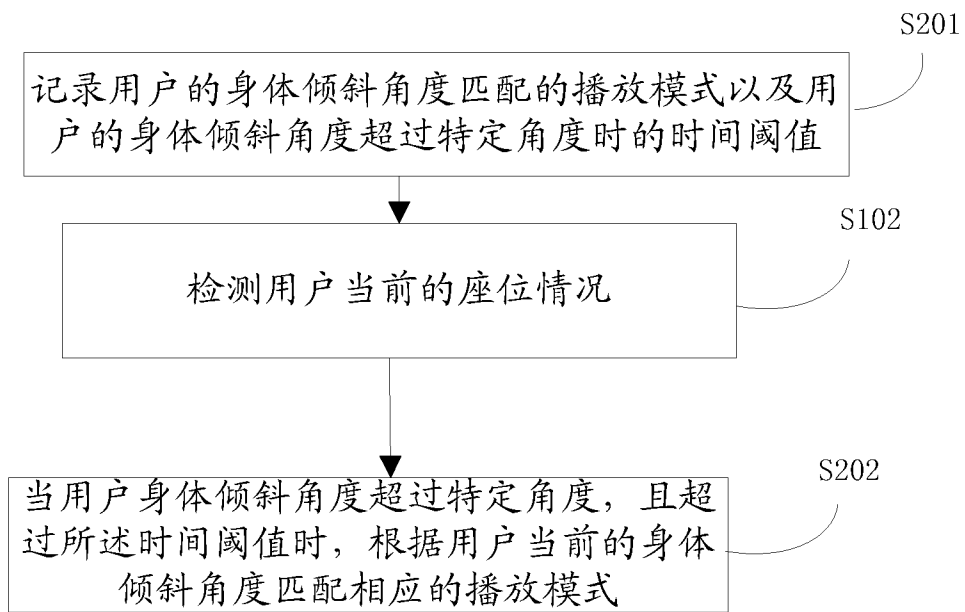 S201
记录用户的身体倾斜角度匹配的播放模式以及用
户的身体倾斜角度超过特定角度时的时间阈值
S102
检测用户当前的座位情况
S202
当用户身体倾斜角度超过特定角度，且超
过所述时间阈值时，根据用户当前的身体
倾斜角度匹配相应的播放模式